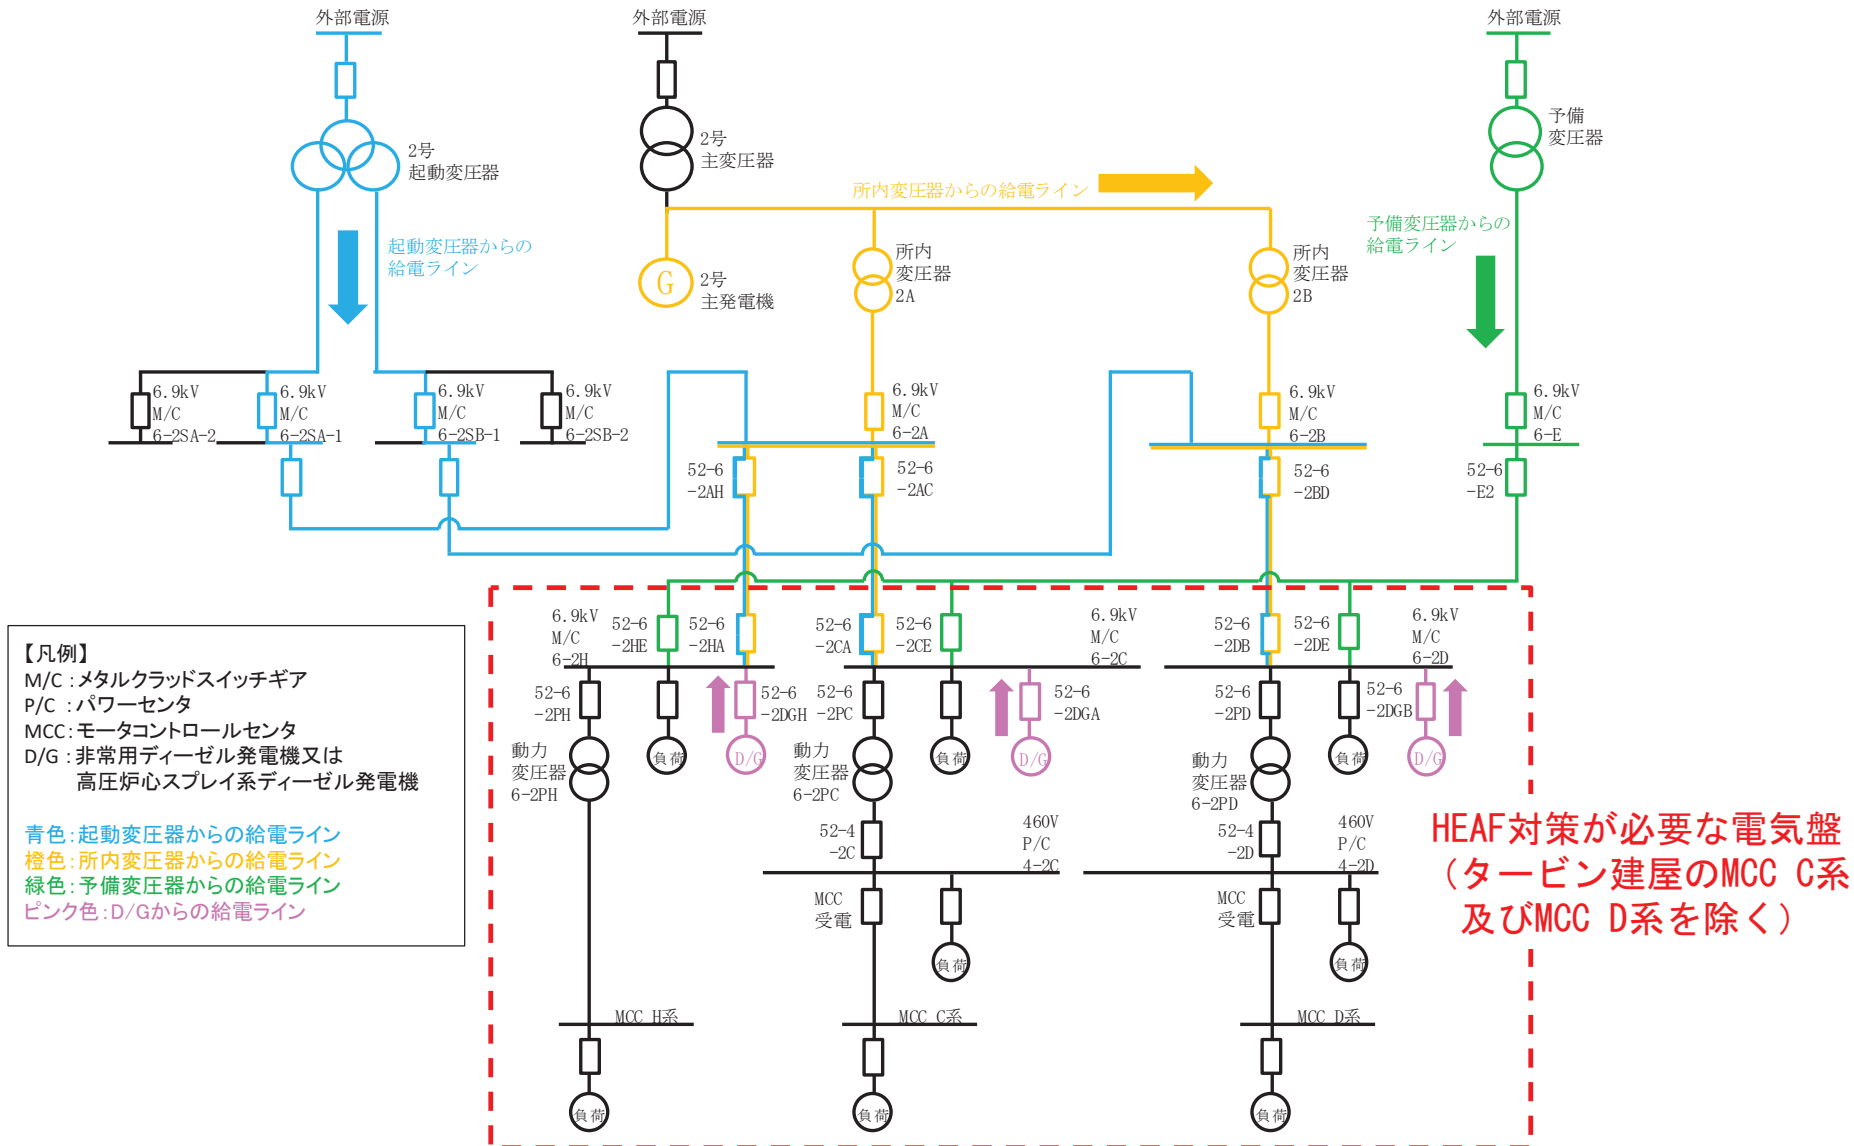 外部電源
外部電源
外部電源
2号
起動変圧器
2号
主変圧器
予備
変圧器
所内変圧器からの給電ライン
起動変圧器からの
給電ライン
予備変圧器からの
給電ライン
G
2号
主発電機
所内
変圧器
2A
所内
変圧器
2B
6.9kV
M/C
6-2SA-2
6.9kV
M/C
6-2SA-1
6.9kV
M/C
6-2SB-1
6.9kV
M/C
6-2SB-2
6.9kV
M/C
6-2A
6.9kV
M/C
6-2B
6.9kV
M/C
6-E
52-6
-2AH
52-6
-2AC
52-6
-2BD
52-6
-E2
6.9kV
M/C
6-2H
52-6
-2HE
52-6
-2HA
52-6
-2CA
52-6
-2CE
6.9kV
M/C
6-2C
52-6
-2DB
52-6
-2DE
6.9kV
M/C
6-2D
52-6
-2PH
52-6
-2DGH
52-6
-2PC
52-6
-2DGA
52-6
-2PD
52-6
-2DGB
動力
変圧器
6-2PH
負荷
D/G
動力
変圧器
6-2PC
負荷
D/G
動力
変圧器
6-2PD
負荷
D/G
52-4
-2C
460V
P/C
4-2C
52-4
-2D
460V
P/C
4-2D
MCC
受電
負荷
MCC
受電
負荷
MCC H系
MCC C系
MCC D系
負荷
負荷
負荷
HEAF対策が必要な電気盤
(タービン建屋のMCC C系
及びMCC D系を除く)
【凡例】
M/C:メタルクラッドスイッチギア
P/C :パワーセンタ
MCC:モータコントロールセンタ
D/G :非常用ディーゼル発電機又は
高圧炉心スプレイ系ディーゼル発電機
青色:起動変圧器からの給電ライン
橙色:所内変圧器からの給電ライン
緑色:予備変圧器からの給電ライン
ピンク色:D/Gからの給電ライン